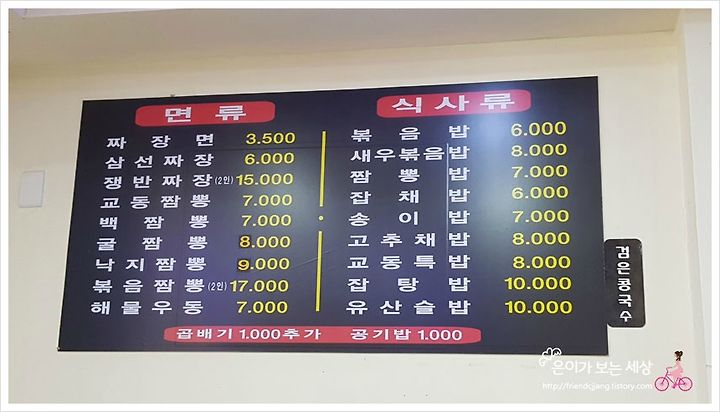 면류
짜장면 3.500
삼선짜장 6.000
쟁반짜장(2인) 15.000
교동짬뽕 7.000
백짬뽕 7.000
굴짬뽕 8.000
낙지짬뽕 9.000
볶음짬뽕(2인) 17.000
해물우동 7.000
식사류
볶음밥 6.000
새우볶음밥 8.000
짬뽕밥 7.000
잡채밥 6.000
송이밥 7.000
고추채밥 8.000
교동특밥 8.000
잡탕밥 10.000
유산슬밥 10.000
곱배기 1.000추가 공기밥 1.000
검은콩국수
은이가 보는 세상
http://friendcjjang.tistory.com